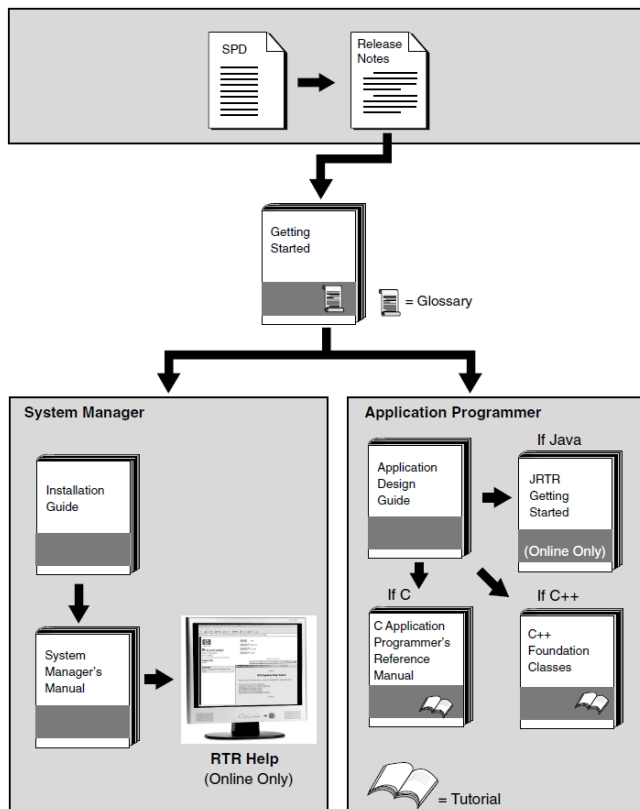 SPD
Release
Notes
Getting
Started
= Glossary
System Manager
Installation
Guide
System
Manager's
Manual
RTR Help
(Online Only)
Application Programmer
If Java
Application
Design
Guide
JRTR
Getting
Started
(Online Only)
If C
If C++
C Application
Programmer's
Reference
Manual
C++
Foundation
Classes
= Tutorial